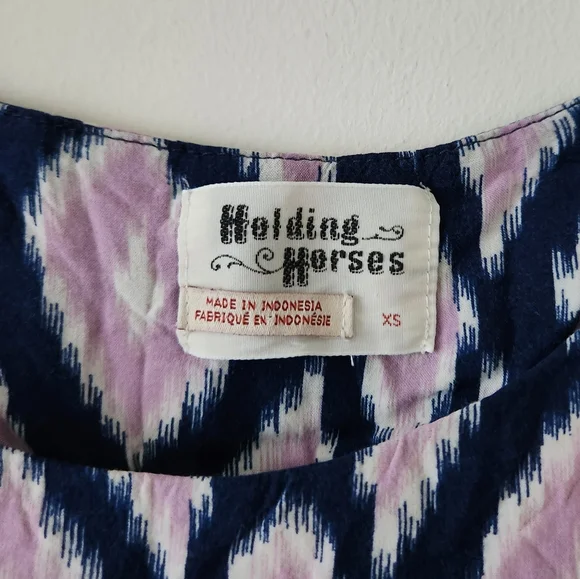 Holding
Horses
MADE IN INDONESIA
FABRIQUÉ EN INDONÉSIE
XS